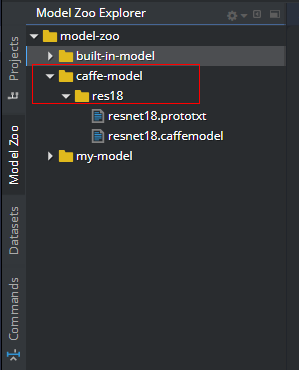 Model Zoo Explorer
model-zoo
built-in-model
caffe-model
res18
resnet18.prototxt
resnet18.caffemodel
my-model
Projects
Model Zoo
Datasets
Commands